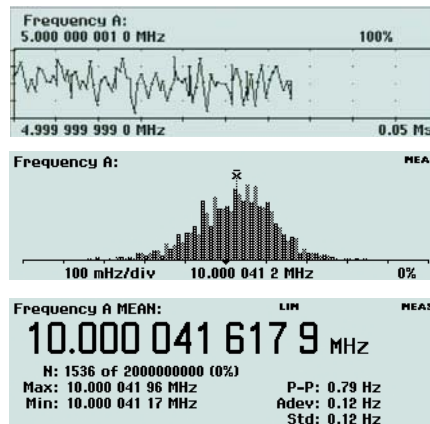 Frequency A:
5.000 000 001 0 MHz 100%
4.999 999 999 0 MHz 0.05 Ms
Frequency A: MEA
x̄
100 mHz/div 10.000 041 2 MHz 0%
Frequency A MEAN: LIM MEAS
10.000 041 617 9 MHz
N: 1536 of 2000000000 (0%)
Max: 10.000 041 96 MHz P-P: 0.79 Hz
Min: 10.000 041 17 MHz Adev: 0.12 Hz
Std: 0.12 Hz